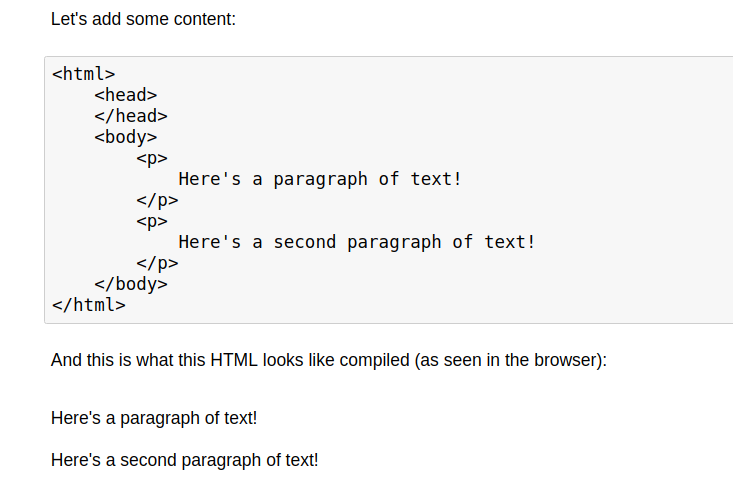 Let's add some content:
<html>
    <head>
    </head>
    <body>
        <p>
            Here's a paragraph of text!
        </p>
        <p>
            Here's a second paragraph of text!
        </p>
    </body>
</html>
And this is what this HTML looks like compiled (as seen in the browser):
Here's a paragraph of text!
Here's a second paragraph of text!